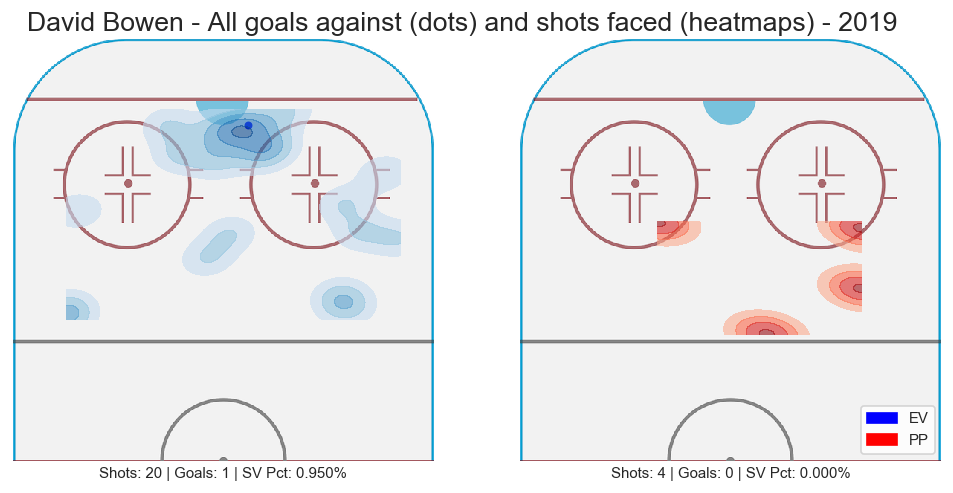 David Bowen - All goals against (dots) and shots faced (heatmaps) - 2019
EV
PP
Shots: 20 | Goals: 1 | SV Pct: 0.950%
Shots: 4 | Goals: 0 | SV Pct: 0.000%